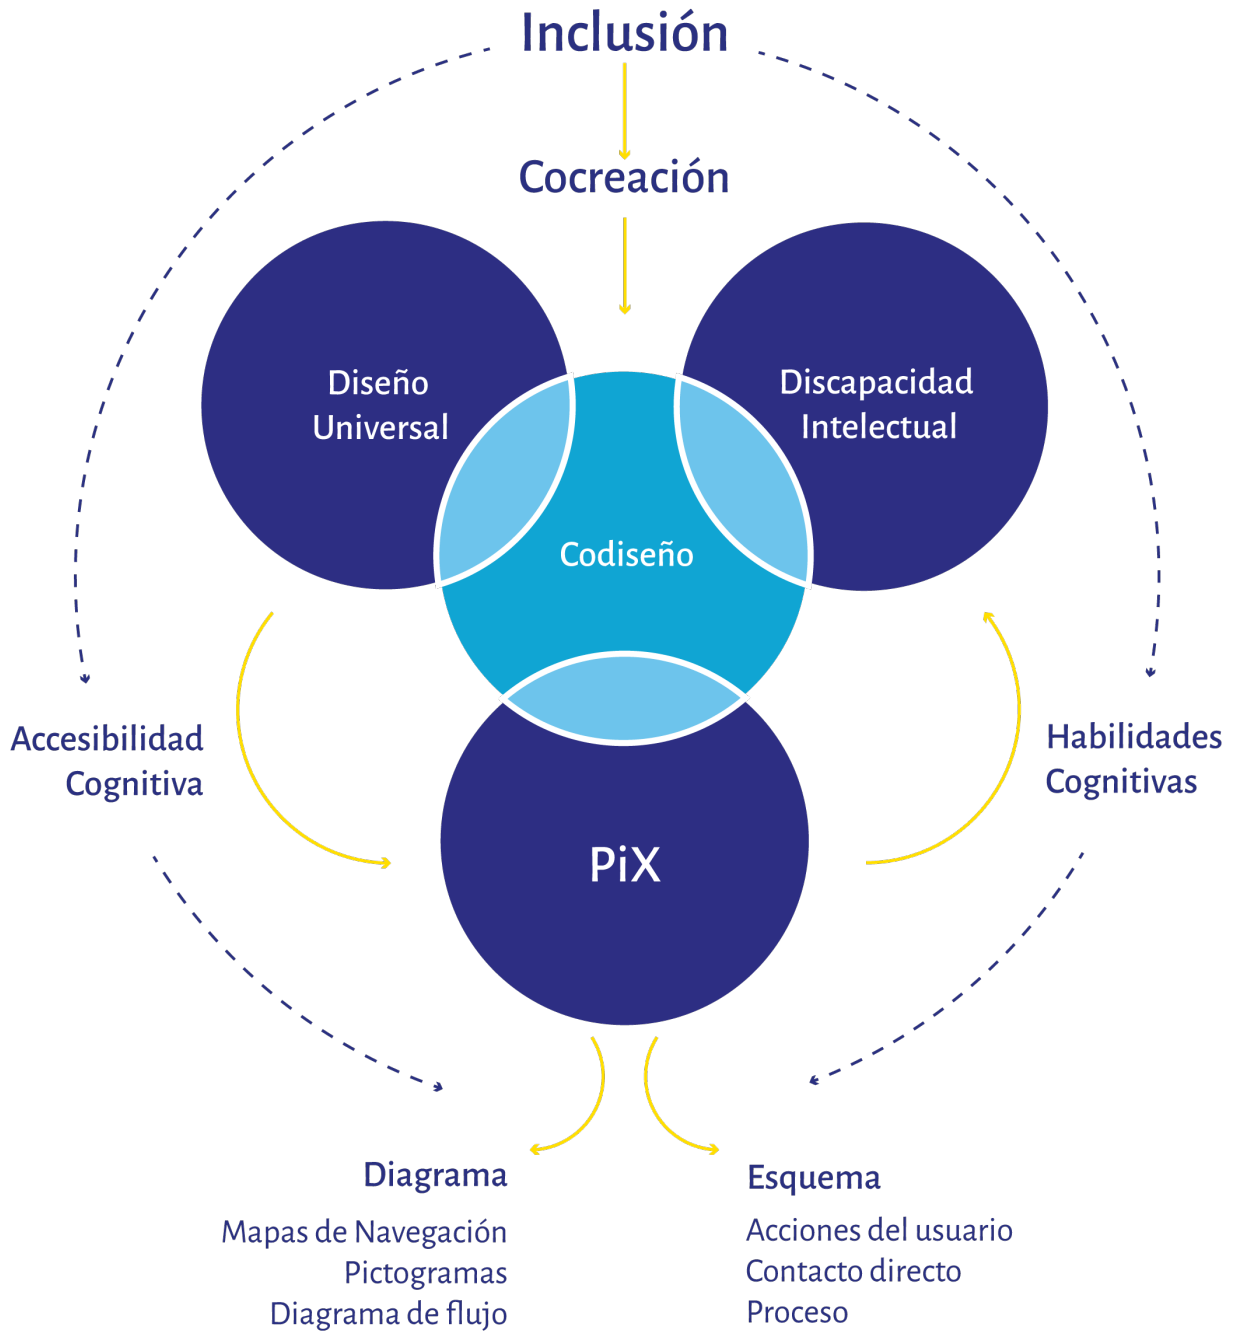 Inclusión
Cocreación
Diseño
Universal
Discapacidad
Intelectual
Codiseño
Accesibilidad
Cognitiva
Habilidades
Cognitivas
PiX
Diagrama
Mapas de Navegación
Pictogramas
Diagrama de flujo
Esquema
Acciones del usuario
Contacto directo
Proceso